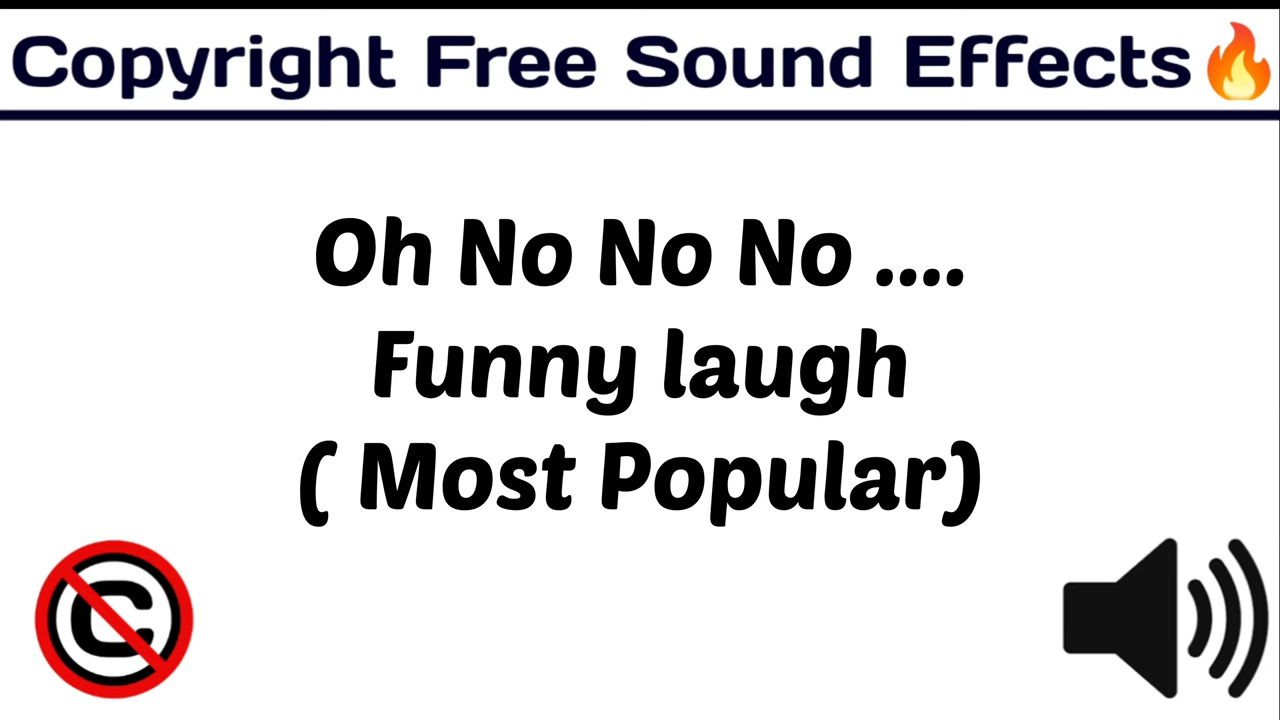 Copyright Free Sound Effects🔥
Oh No No No ....
Funny laugh
( Most Popular)
C